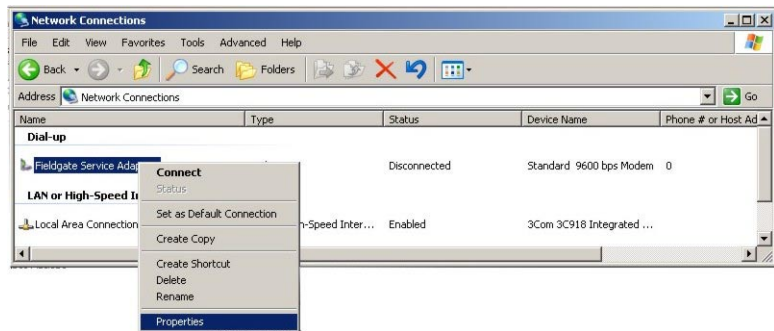 Network Connections
File Edit View Favorites Tools Advanced Help
Back Search Folders
Address Network Connections Go
Name Type Status Device Name Phone # or Host Ad
Dial-up
Fieldgate Service Disconnected Standard 9600 bps Modem 0
LAN or High-Speed
Local Area Connection h-Speed Inter... Enabled 3Com 3C918 Integrated ...
Connect
Status
Set as Default Connection
Create Copy
Create Shortcut
Delete
Rename
Properties